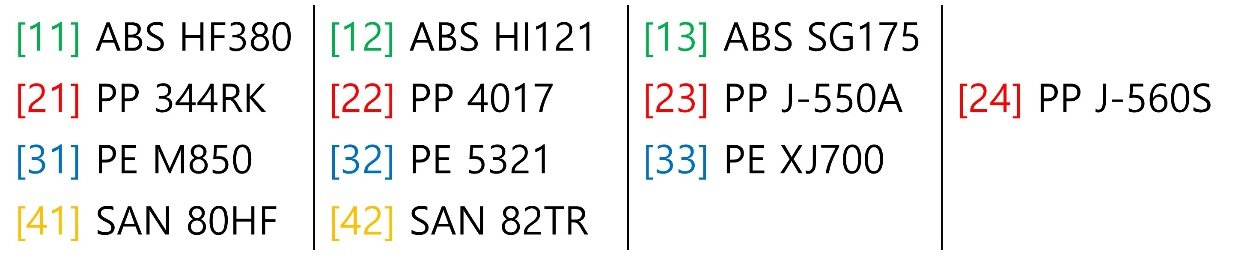 [11] ABS HF380 [12] ABS HI121 [13] ABS SG175
[21] PP 344RK [22] PP 4017 [23] PP J-550A [24] PP J-560S
[31] PE M850 [32] PE 5321 [33] PE XJ700
[41] SAN 80HF [42] SAN 82TR